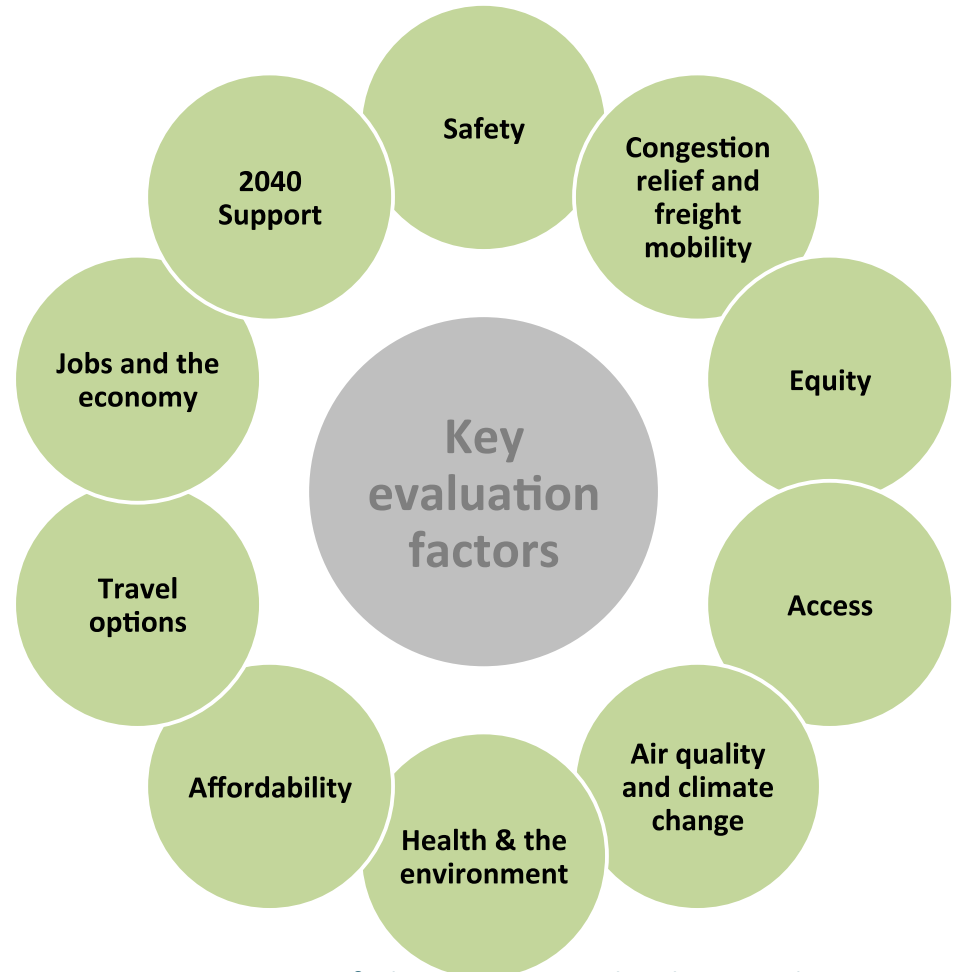 Safety
Congestion
relief and
freight
mobility
2040
Support
Jobs and the
economy
Equity
Key
evaluation
factors
Travel
options
Access
Air quality
and climate
change
Affordability
Health & the
environment